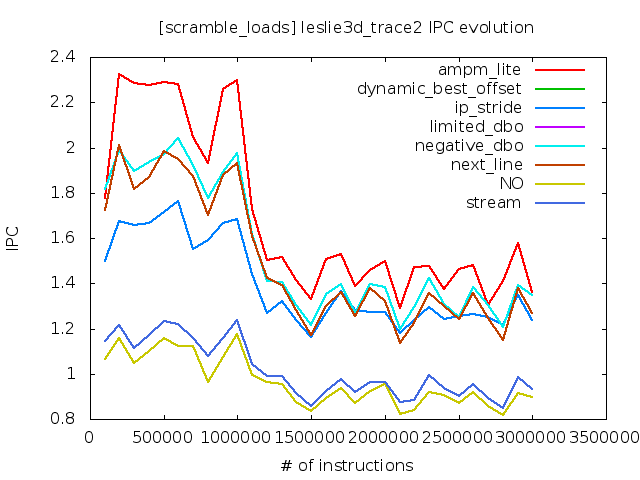 [scramble_loads] leslie3d_trace2 IPC evolution
2.4
2.2
2
1.8
1.6
1.4
1.2
1
0.8
IPC
ampm_lite
dynamic_best_offset
ip_stride
limited_dbo
negative_dbo
next_line
NO
stream
0 500000 1000000 1500000 2000000 2500000 3000000 3500000
# of instructions